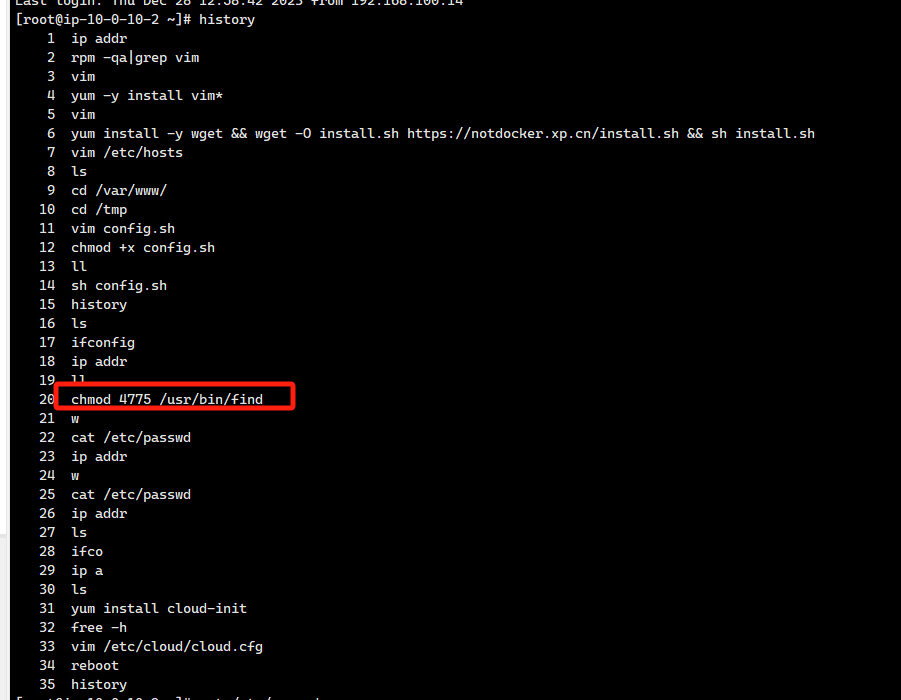 Last login: Thu Dec 28 12:38:42 2023 from 192.168.100.14
[root@ip-10-0-10-2 ~]# history
1 ip addr
2 rpm -qa|grep vim
3 vim
4 yum -y install vim*
5 vim
6 yum install -y wget && wget -O install.sh https://notdocker.xp.cn/install.sh && sh install.sh
7 vim /etc/hosts
8 ls
9 cd /var/www/
10 cd /tmp
11 vim config.sh
12 chmod +x config.sh
13 ll
14 sh config.sh
15 history
16 ls
17 ifconfig
18 ip addr
19 ll
20 chmod 4775 /usr/bin/find
21 w
22 cat /etc/passwd
23 ip addr
24 w
25 cat /etc/passwd
26 ip addr
27 ls
28 ifco
29 ip a
30 ls
31 yum install cloud-init
32 free -h
33 vim /etc/cloud/cloud.cfg
34 reboot
35 history